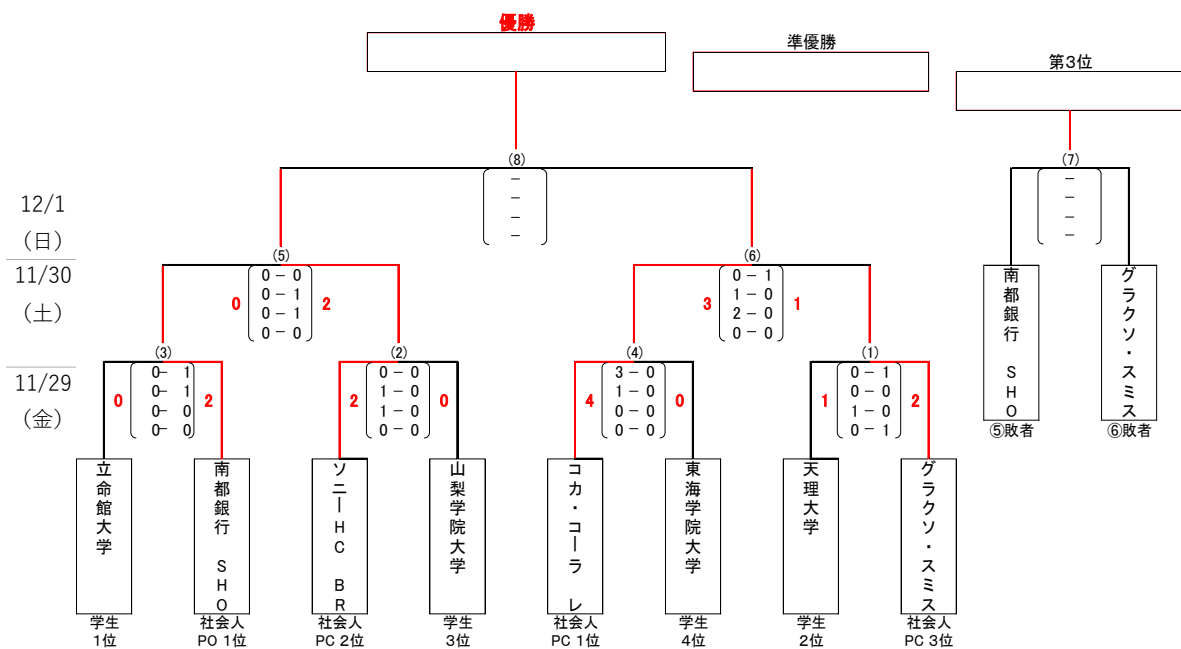 優勝
準優勝
第3位
(8)
－
－
－
－
(7)
－
－
－
－
12/1
（日）
11/30
（土）
11/29
（金）
(5)
0
0 － 0
0 － 1
0 － 1
0 － 0
2
(6)
3
0 － 1
1 － 0
2 － 0
0 － 0
1
南都銀行 SHO
⑤敗者
グラクソ・スミス
⑥敗者
(3)
0
0－ 1
0－ 1
0－ 0
0－ 0
2
(2)
2
0 － 0
1 － 0
1 － 0
0 － 0
0
(4)
4
3 － 0
1 － 0
0 － 0
0 － 0
0
(1)
1
0 － 1
0 － 0
1 － 0
0 － 1
2
立命館大学
学生
1位
南都銀行 SHO
社会人
PO 1位
ソニーHC BR
社会人
PC 2位
山梨学院大学
学生
3位
コカ・コーラ レ
社会人
PC 1位
東海学院大学
学生
4位
天理大学
学生
2位
グラクソ・スミス
社会人
PC 3位